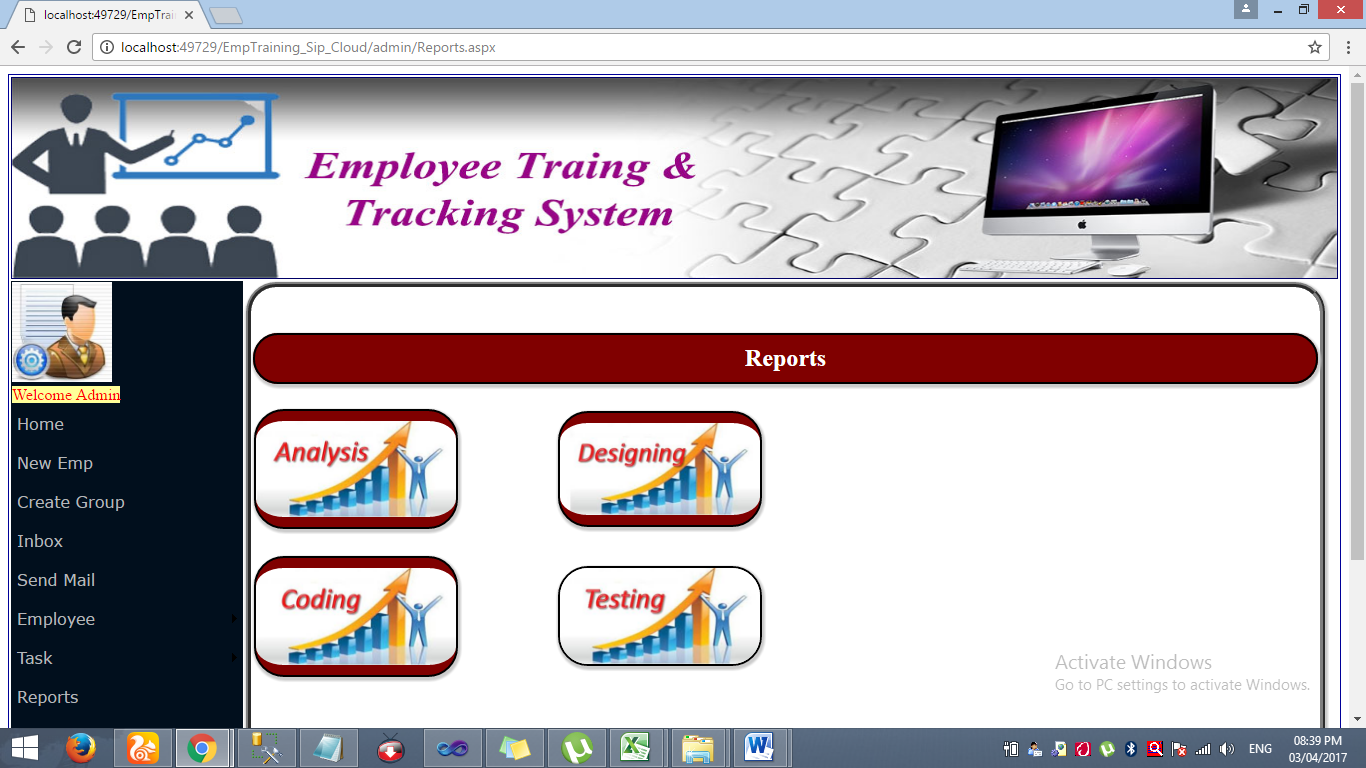 localhost:49729/EmpTrai
localhost:49729/EmpTraining_Sip_Cloud/admin/Reports.aspx
Employee Traing &
Tracking System
Welcome Admin
Home
New Emp
Create Group
Inbox
Send Mail
Employee
Task
Reports
Reports
Analysis
Designing
Coding
Testing
Activate Windows
Go to PC settings to activate Windows.
ENG
08:39 PM
03/04/2017